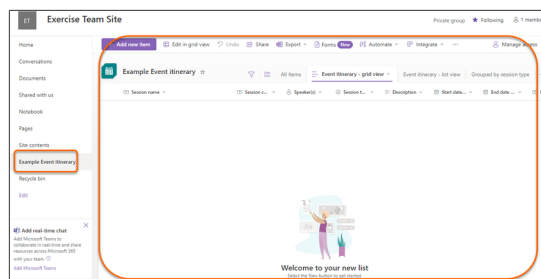 ET Exercise Team Site
Private group ★ Following 1 memb
Home
Conversations
Documents
Shared with us
Notebook
Pages
Site contents
Example Event itinerary
Recycle bin
Edit
Add new item Edit in grid view Undo Share Export Forms New Automate Integrate ... Manage access
Example Event itinerary
All Items Event itinerary - grid view Event itinerary - list view Grouped by session type
Session name Session c... Speaker(s) Session t... Description Start date... End date ...
Welcome to your new list
Select the New button to get started
Add real-time chat
Add Microsoft Teams to
collaborate in real-time and share
resources across Microsoft 365
with your team.
Add Microsoft Teams